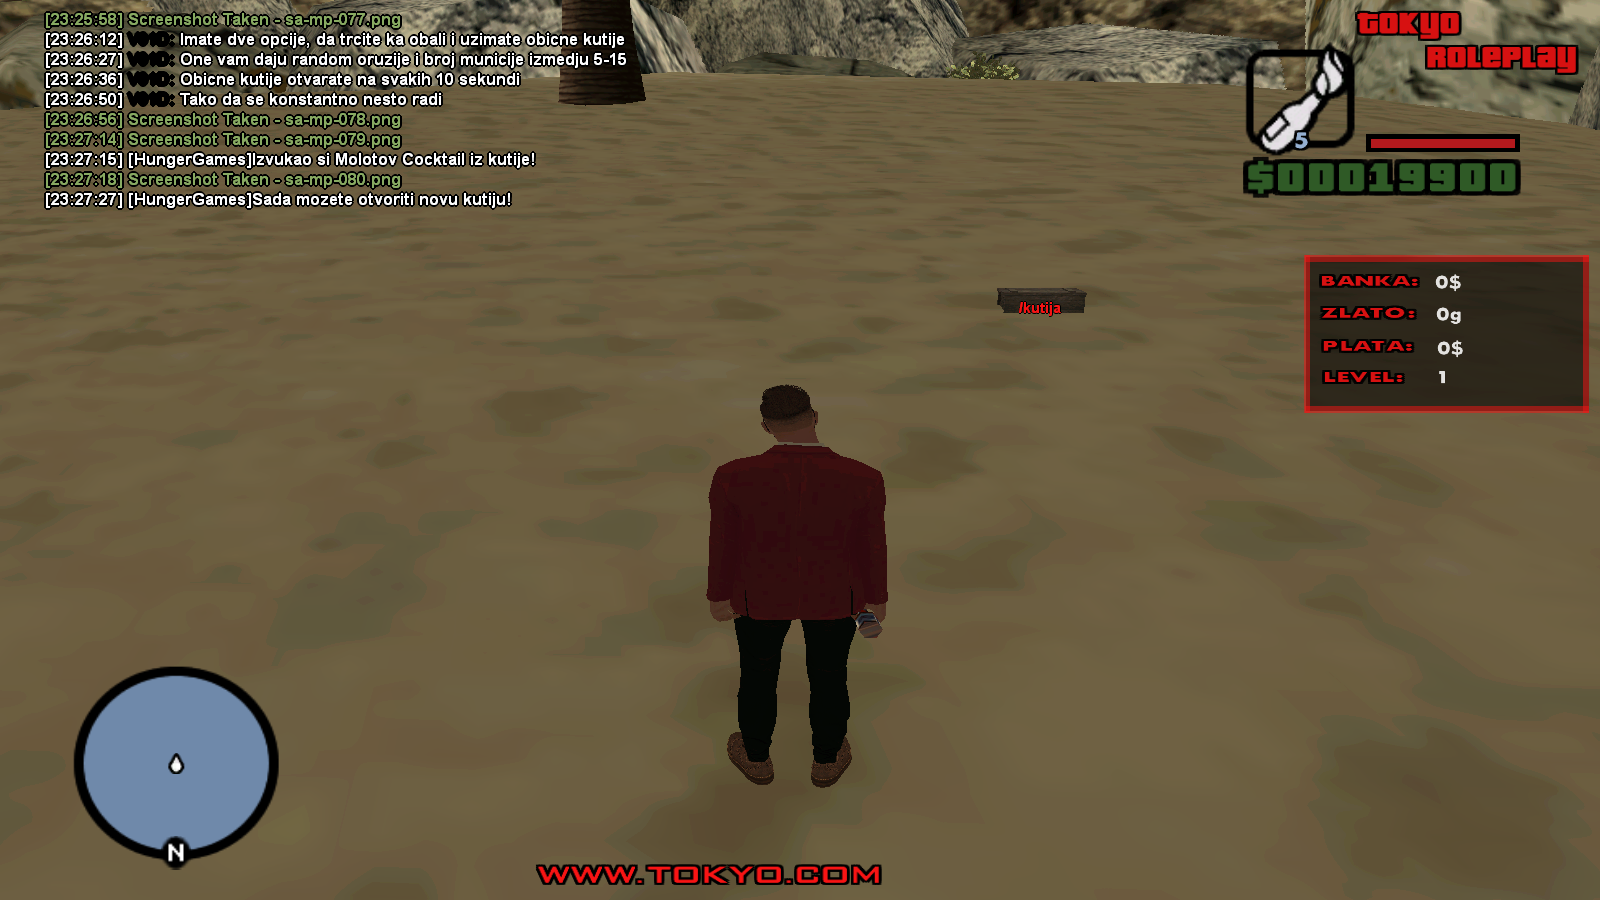 [23:25:58] Screenshot Taken - sa-mp-077.png
[23:26:12] Imate dve opcije, da trcite ka obali i uzimate obicne kutije
[23:26:27] One vam daju random oruzije i broj municije izmedju 5-15
[23:26:36] Obicne kutije otvarate na svakih 10 sekundi
[23:26:50] Tako da se konstantno nesto radi
[23:26:56] Screenshot Taken - sa-mp-078.png
[23:27:14] Screenshot Taken - sa-mp-079.png
[23:27:15] [HungerGames]Izvukao si Molotov Cocktail iz kutije!
[23:27:18] Screenshot Taken - sa-mp-080.png
[23:27:27] [HungerGames]Sada mozete otvoriti novu kutiju!
Tokyo
Roleplay
5
$00019900
BANKA: 0$
ZLATO: 0g
PLATA: 0$
LEVEL: 1
/kutija
N
WWW.TOKYO.COM